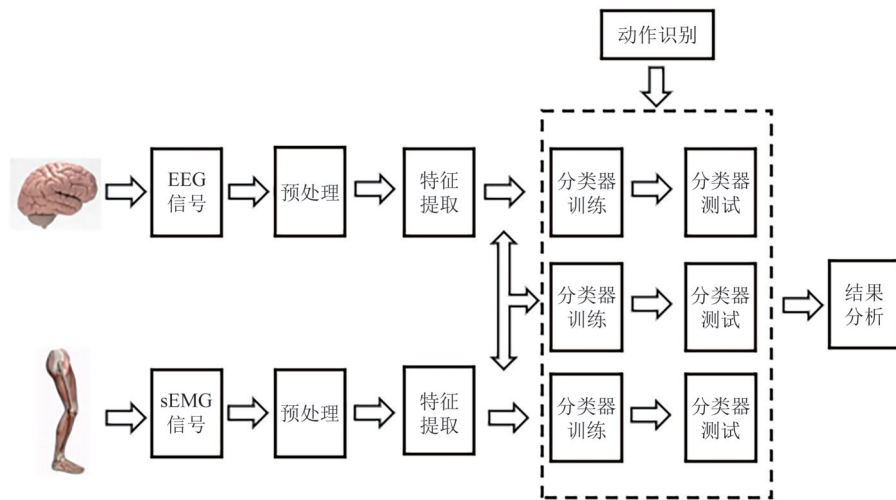 动作识别
EEG
信号
预处理
特征
提取
分类器
训练
分类器
测试
分类器
训练
分类器
测试
结果
分析
sEMG
信号
预处理
特征
提取
分类器
训练
分类器
测试